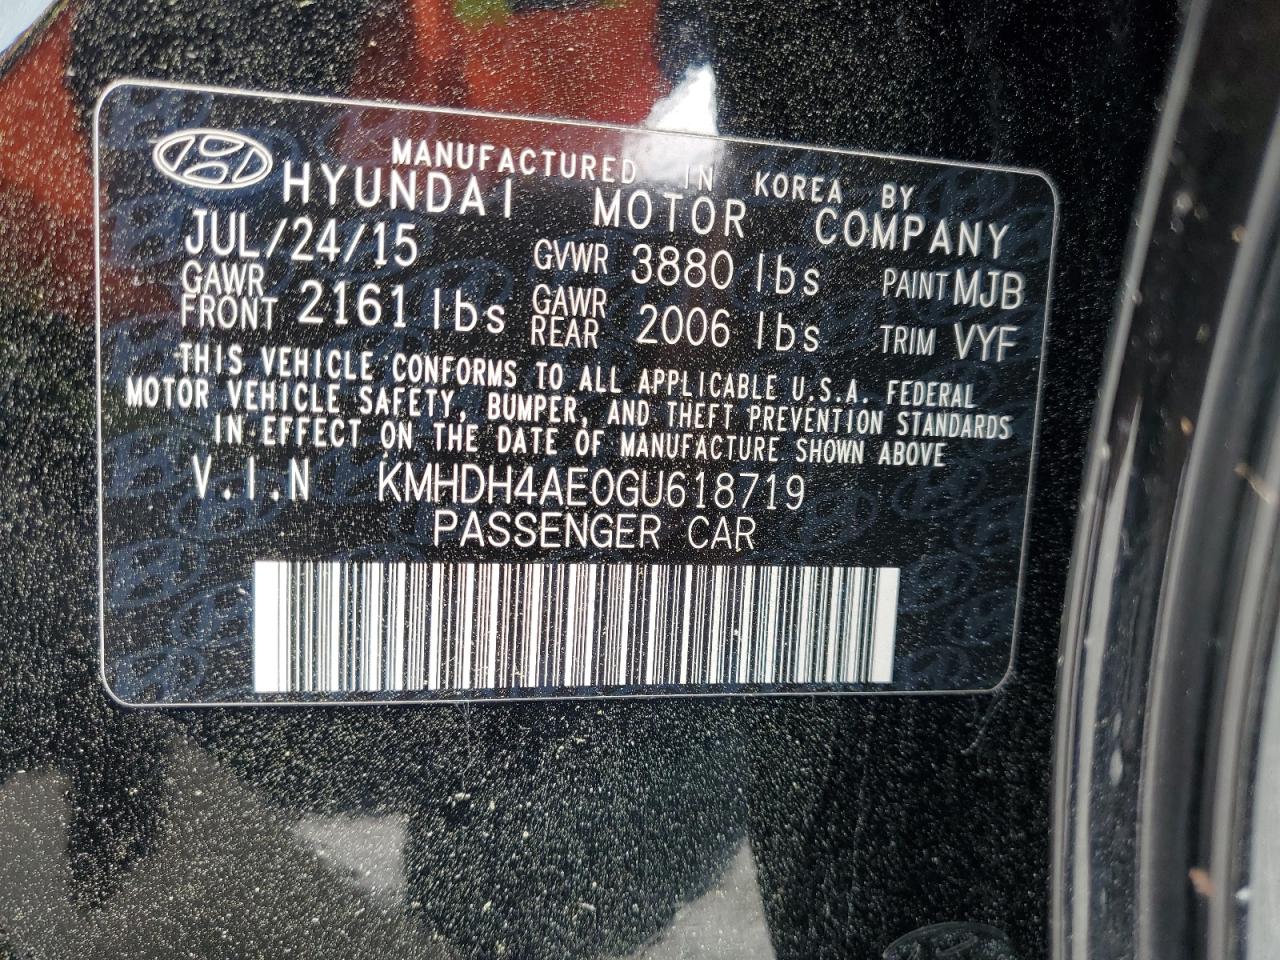 MANUFACTURED IN KOREA BY
HYUNDAI MOTOR COMPANY
JUL/24/15 GVWR 3880 lbs PAINT MJB
GAWR FRONT 2161 lbs GAWR REAR 2006 lbs TRIM VYF
THIS VEHICLE CONFORMS TO ALL APPLICABLE U.S.A. FEDERAL
MOTOR VEHICLE SAFETY, BUMPER, AND THEFT PREVENTION STANDARDS
IN EFFECT ON THE DATE OF MANUFACTURE SHOWN ABOVE
V.I.N KMHDH4AE0GU618719
PASSENGER CAR